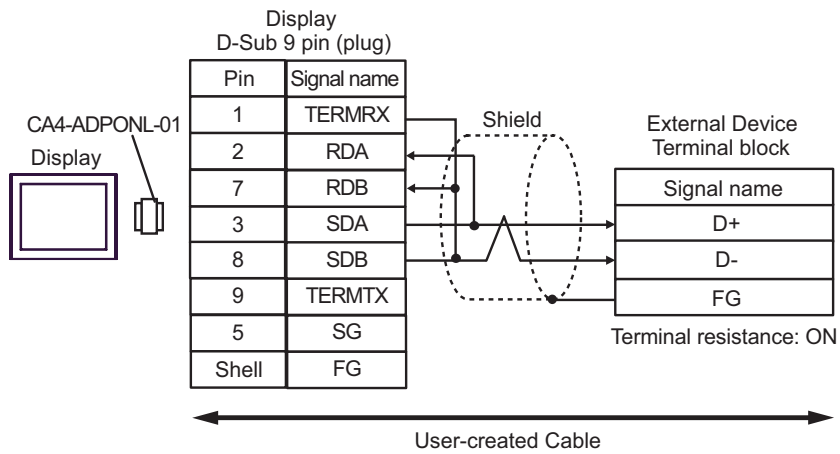 Display
D-Sub 9 pin (plug)
Pin Signal name
1 TERMRX
2 RDA
7 RDB
3 SDA
8 SDB
9 TERMTX
5 SG
Shell FG
CA4-ADPONL-01
Display
Shield
External Device
Terminal block
Signal name
D+
D-
FG
Terminal resistance: ON
User-created Cable